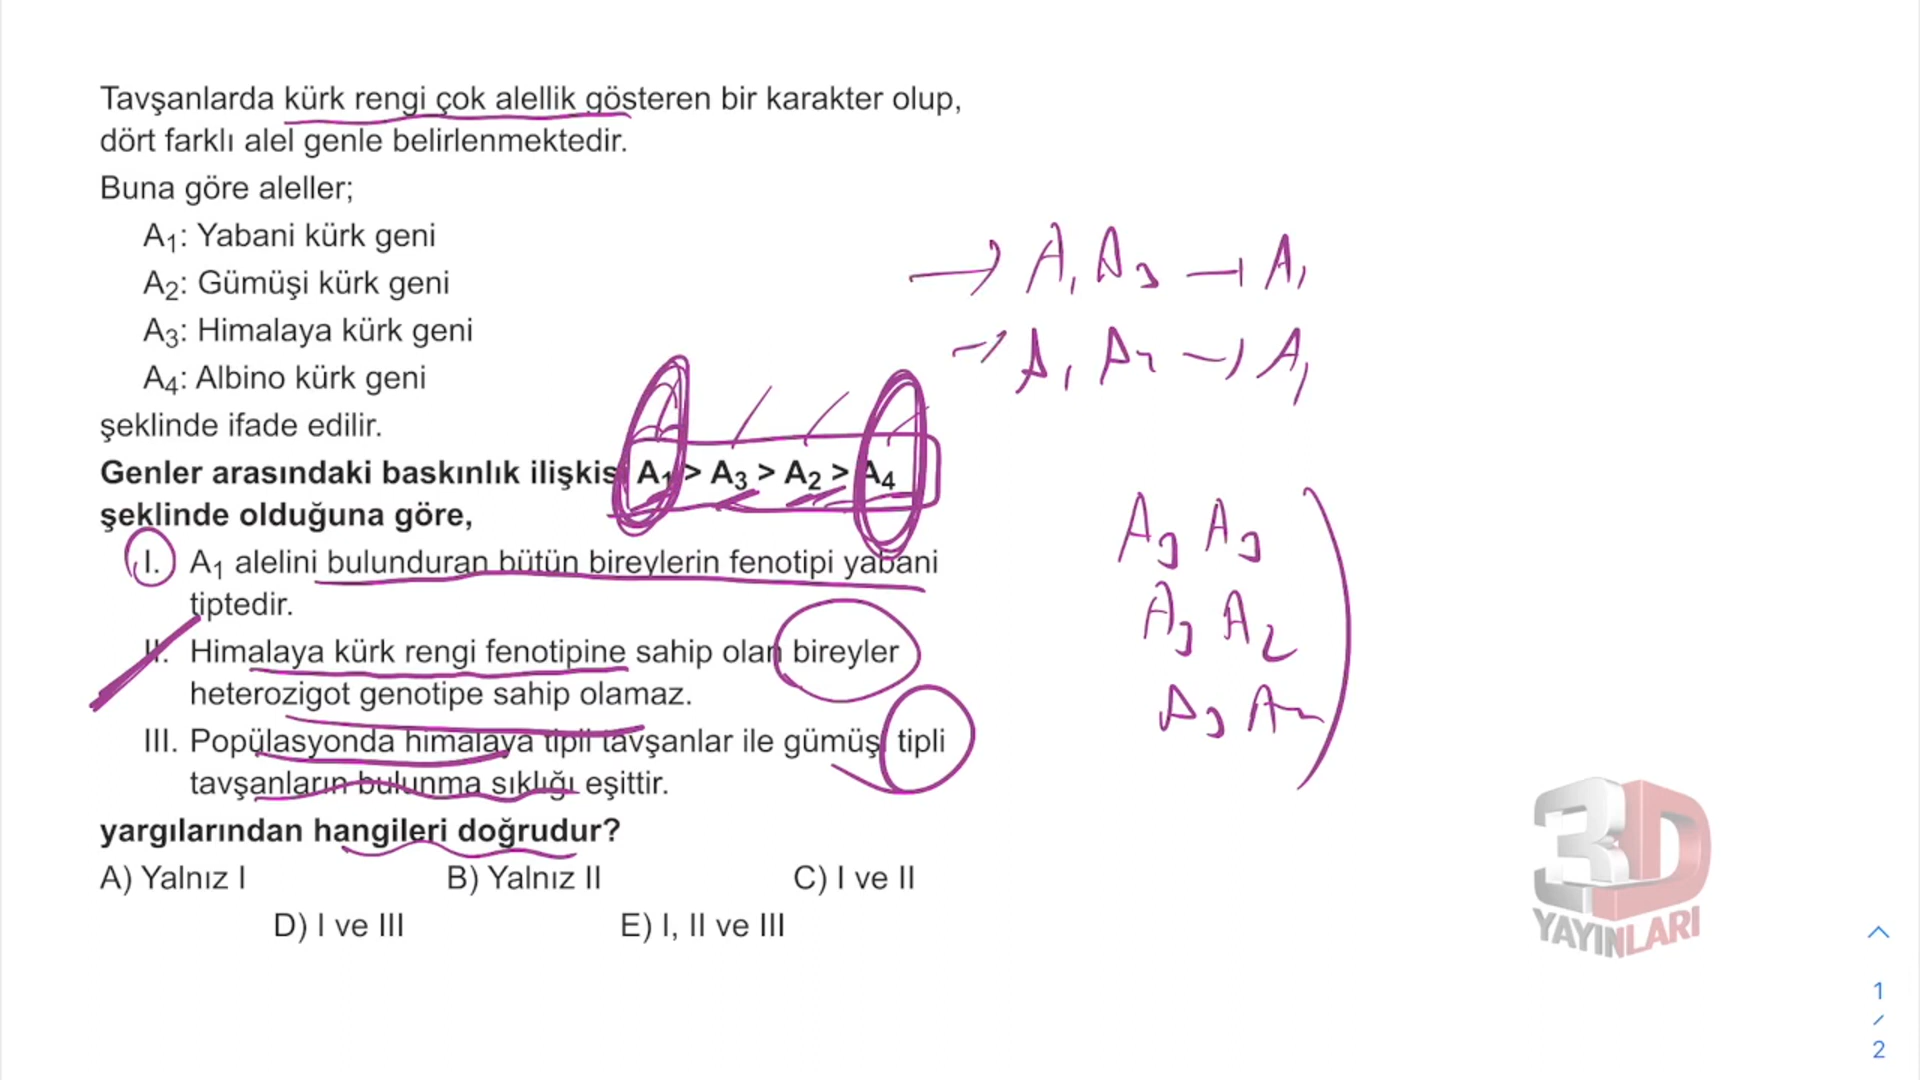 Tavşanlarda kürk rengi çok alellik gösteren bir karakter olup,
dört farklı alel genle belirlenmektedir.
Buna göre aleller;
A1: Yabani kürk geni
A2: Gümüşi kürk geni
A3: Himalaya kürk geni
A4: Albino kürk geni
şeklinde ifade edilir.
Genler arasındaki baskınlık ilişkisi A1 > A3 > A2 > A4
şeklinde olduğuna göre,
I. A1 alelini bulunduran bütün bireylerin fenotipi yabani
tiptedir.
II. Himalaya kürk rengi fenotipine sahip olan bireyler
heterozigot genotipe sahip olamaz.
III. Popülasyonda himalaya tipli tavşanlar ile gümüşi tipli
tavşanların bulunma sıklığı eşittir.
yargılarından hangileri doğrudur?
A) Yalnız I B) Yalnız II C) I ve II
D) I ve III E) I, II ve III
→ A1 A3 → A1
→ A1 → A1
A3 A3
A3 A2
A3
3D
YAYINLARI
1
/
2